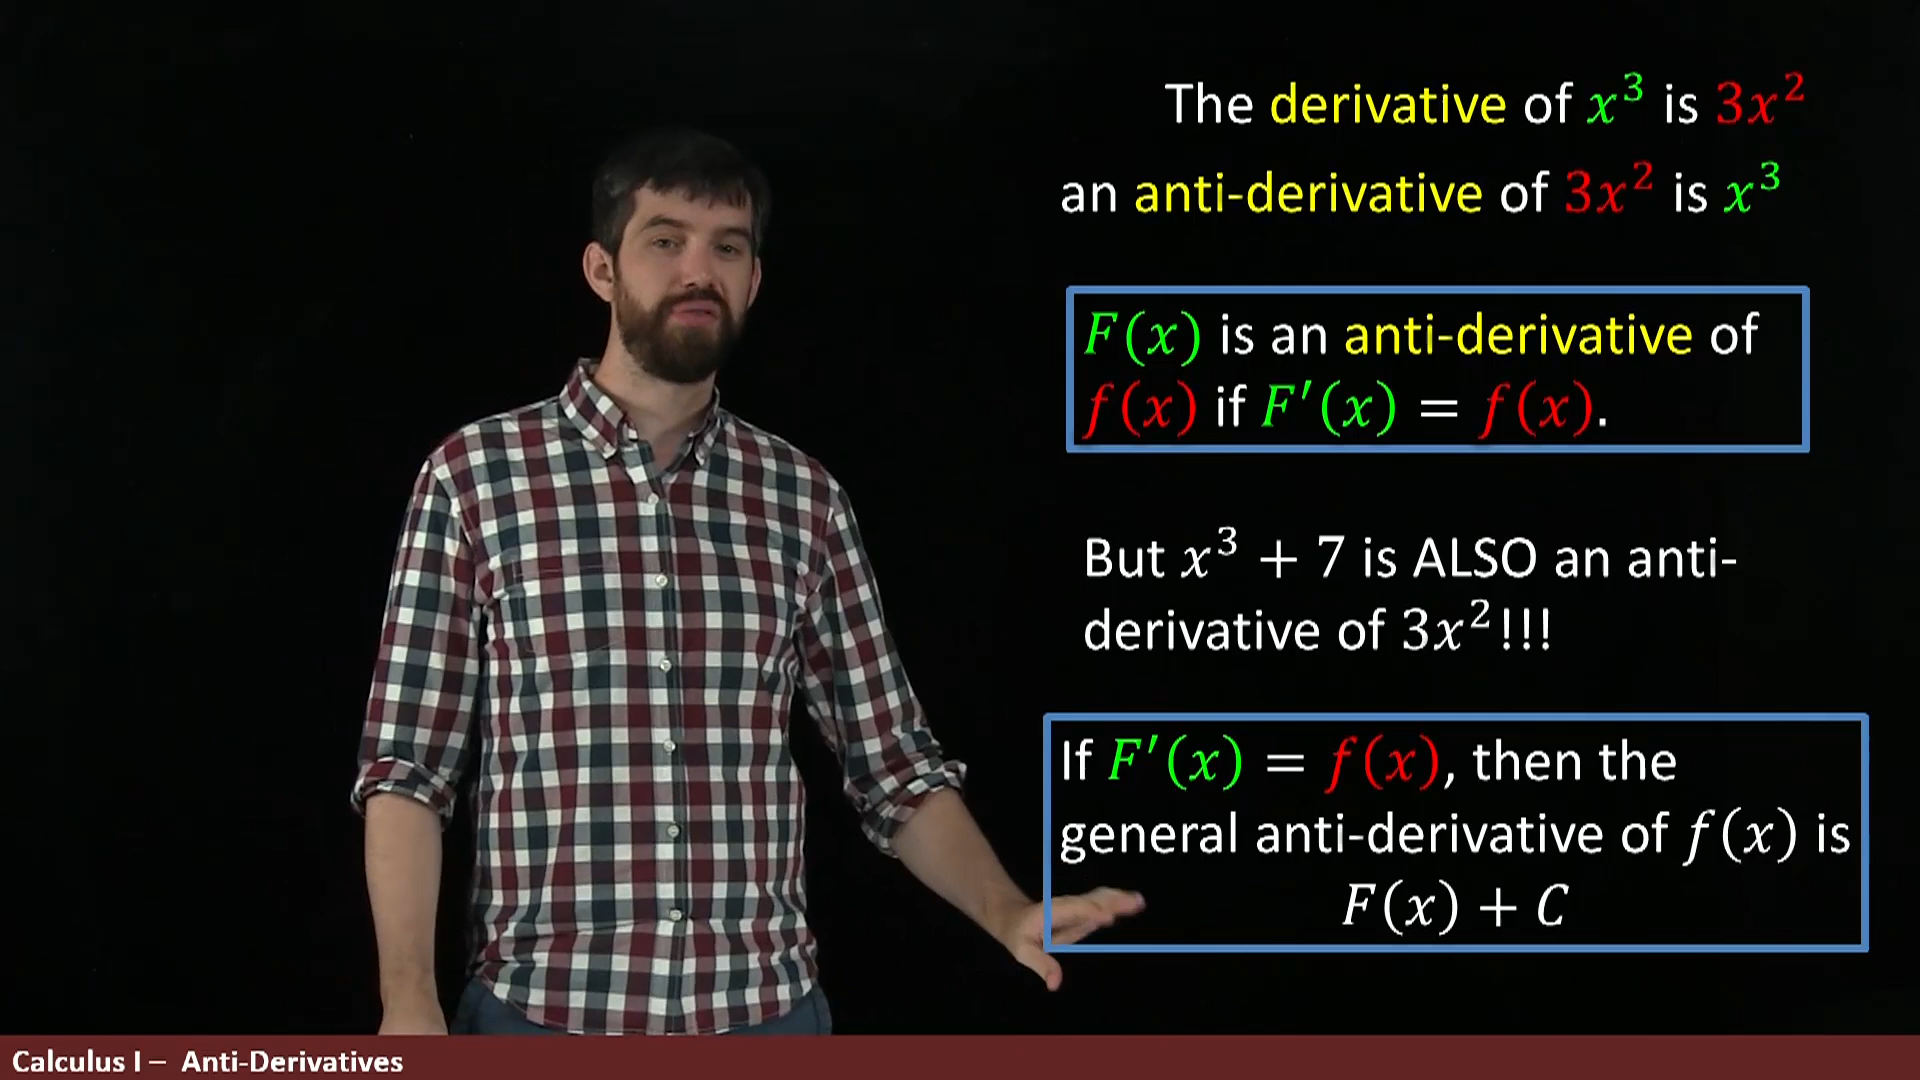 The derivative of x³ is 3x²
an anti-derivative of 3x² is x³
F(x) is an anti-derivative of
f(x) if F′(x) = f(x).
But x³ + 7 is ALSO an anti-
derivative of 3x²!!!
If F′(x) = f(x), then the
general anti-derivative of f(x) is
F(x) + C
Calculus I – Anti-Derivatives